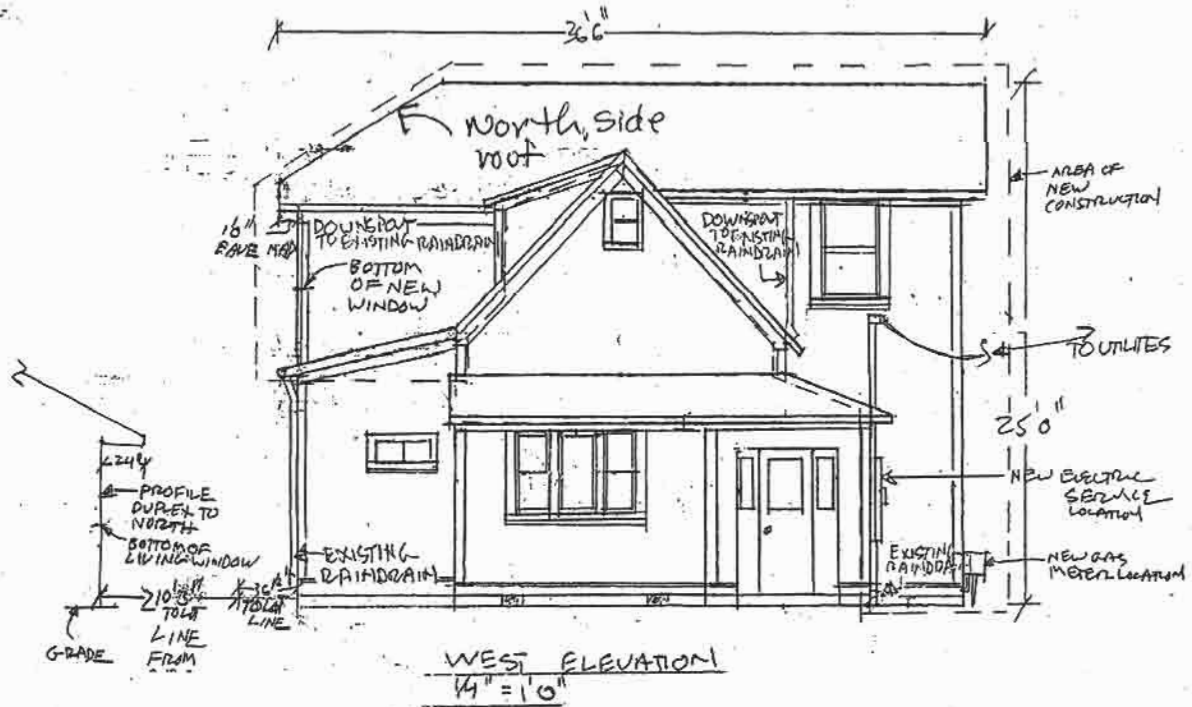 36'6"
North side
roof
AREA OF
NEW
CONSTRUCTION
16"
EAVE MAX
DOWNSPOUT
TO EXISTING RAINDRAIN
BOTTOM
OF NEW
WINDOW
DOWNSPOUT
TO EXISTING
RAINDRAIN
TO UTILITES
25'0"
<24"
PROFILE
DUPLEX TO
NORTH
BOTTOM OF
LIVING WINDOW
NEW ELECTRIC
SERVICE
LOCATION
EXISTING
RAINDRAIN
EXISTING
RAINDRAIN
NEW GAS
METER LOCATION
TO LOT
LINE
FROM
TO LOT
LINE
GRADE
WEST ELEVATION
1/4" = 1'0"